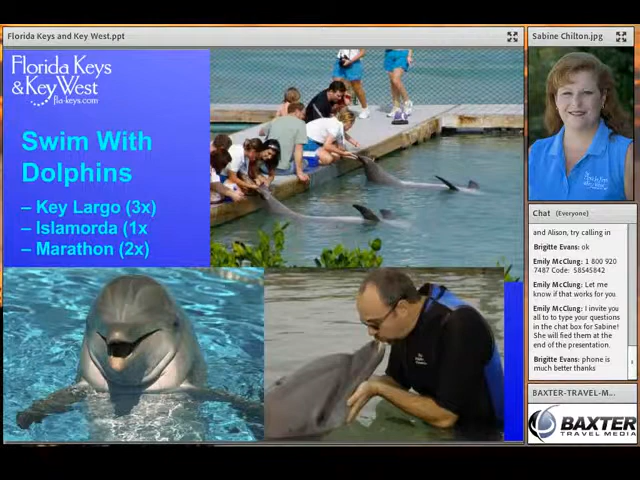 Florida Keys and Key West.ppt
Florida Keys
& Key West
fla-keys.com
Swim With
Dolphins
– Key Largo (3x)
– Islamorda (1x
– Marathon (2x)
Sabine Chilton.jpg
Chat (Everyone)
and Alison, try calling in
Brigitte Evans: ok
Emily McClung: 1 800 920
7487 Code: 58545842
Emily McClung: Let me
know if that works for you
Emily McClung: I invite you
all to to type your questions
in the chat box for Sabine!
She will fied them at the
end of the presentation.
Brigitte Evans: phone is
much better thanks
BAXTER-TRAVEL-M...
BAXTER
TRAVEL MEDIA